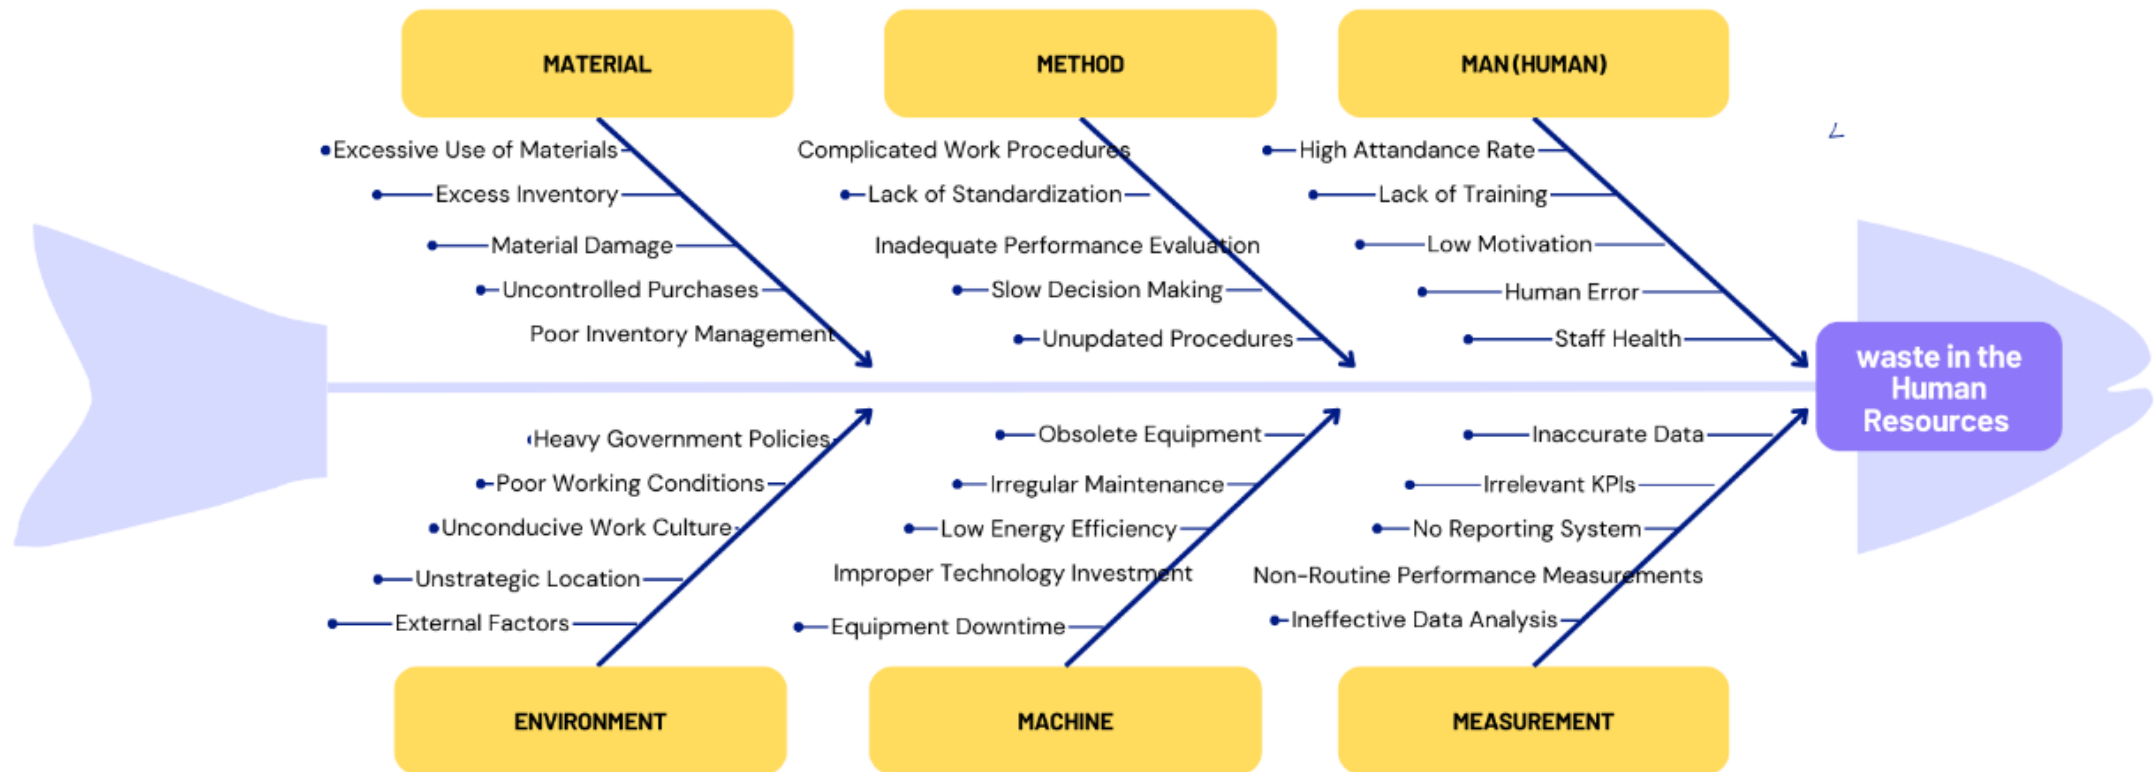 MATERIAL
Excessive Use of Materials
Excess Inventory
Material Damage
Uncontrolled Purchases
Poor Inventory Management
METHOD
Complicated Work Procedures
Lack of Standardization
Inadequate Performance Evaluation
Slow Decision Making
Unupdated Procedures
MAN (HUMAN)
High Attandance Rate
Lack of Training
Low Motivation
Human Error
Staff Health
waste in the
Human
Resources
Heavy Government Policies
Poor Working Conditions
Unconducive Work Culture
Unstrategic Location
External Factors
ENVIRONMENT
Obsolete Equipment
Irregular Maintenance
Low Energy Efficiency
Improper Technology Investment
Equipment Downtime
MACHINE
Inaccurate Data
Irrelevant KPIs
No Reporting System
Non-Routine Performance Measurements
Ineffective Data Analysis
MEASUREMENT